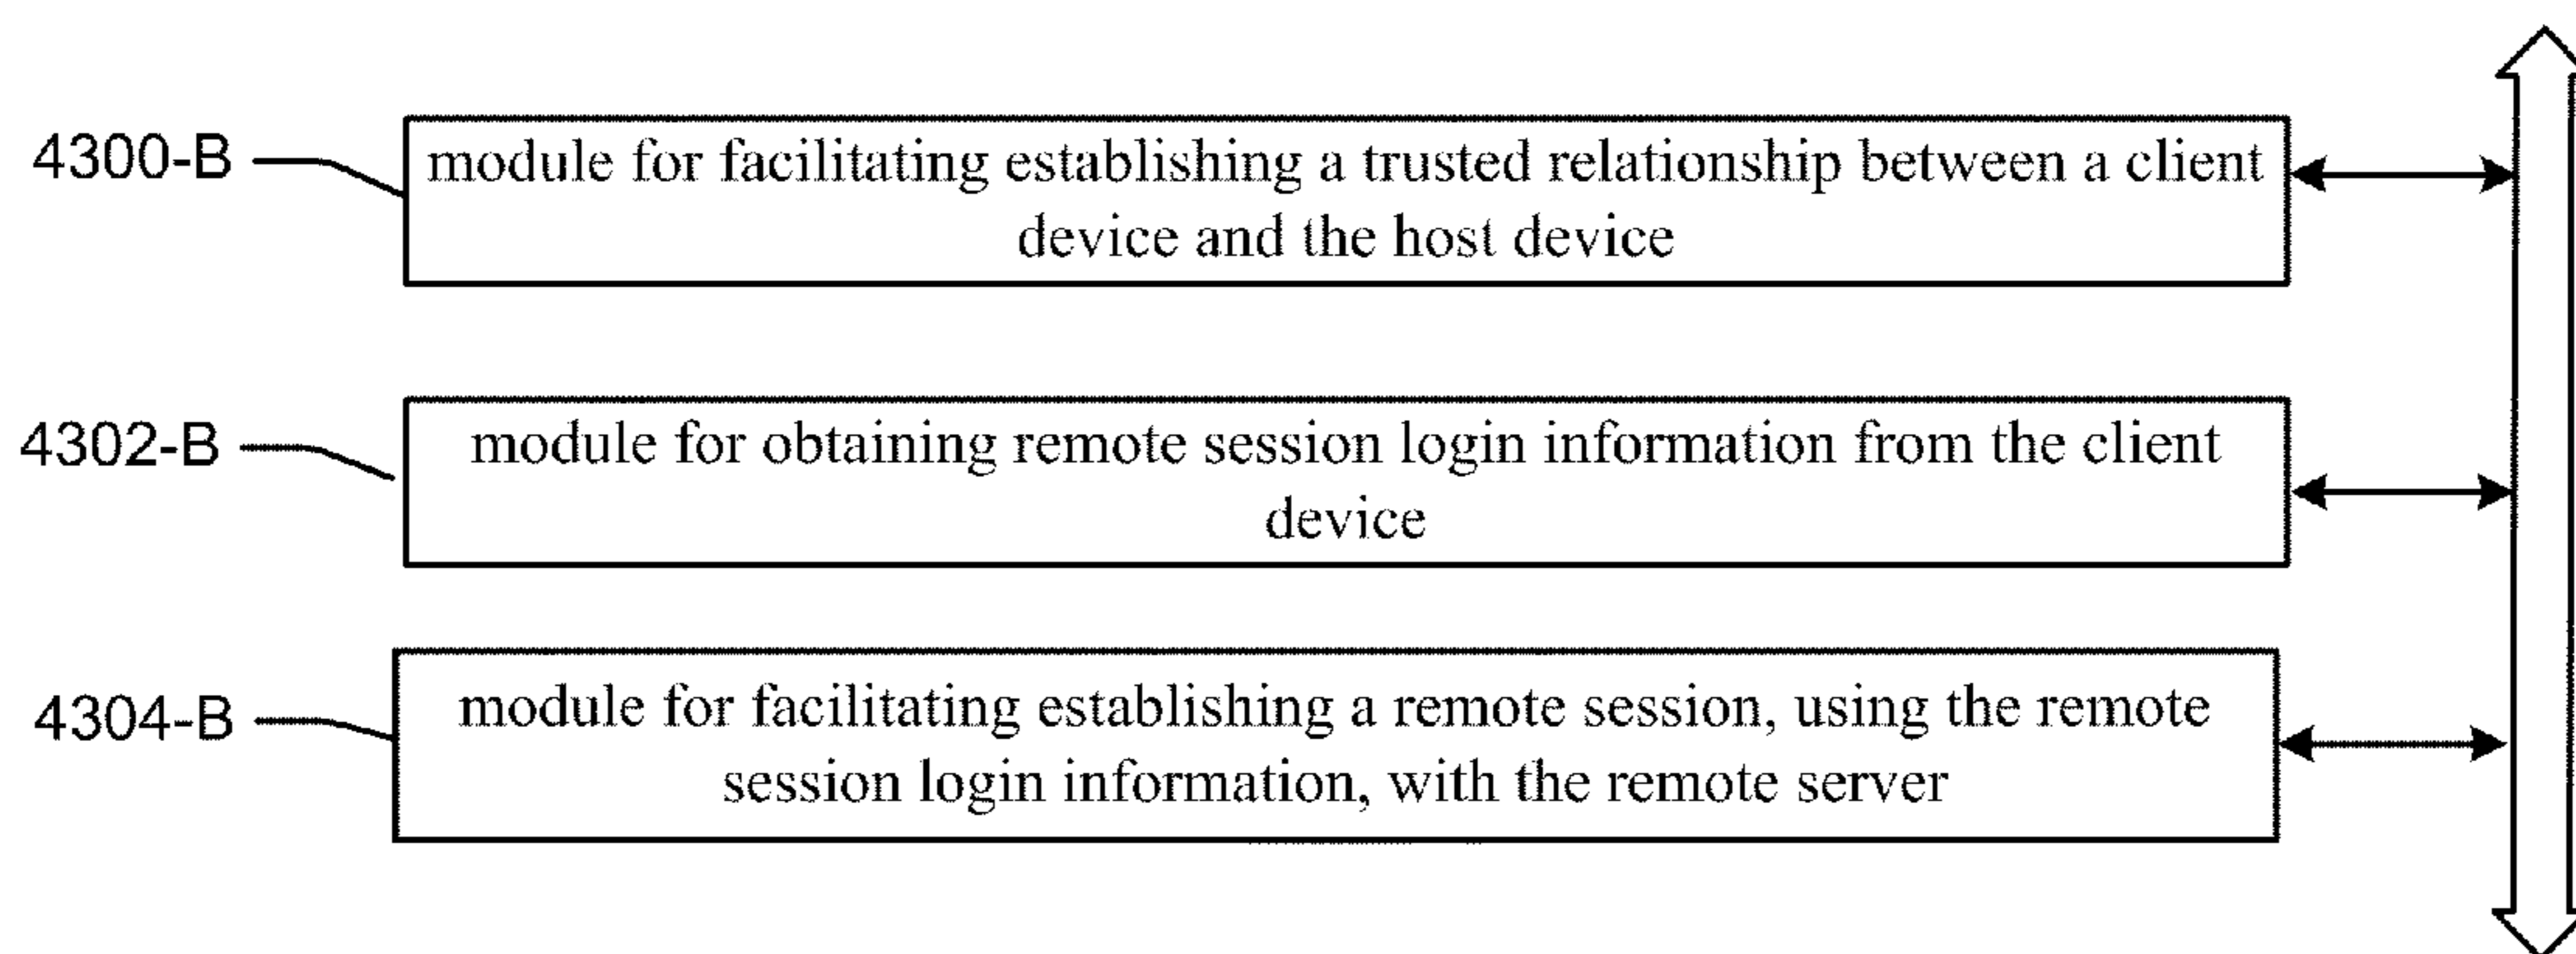 4300-B
module for facilitating establishing a trusted relationship between a client
device and the host device
4302-B
module for obtaining remote session login information from the client
device
4304-B
module for facilitating establishing a remote session, using the remote
session login information, with the remote server